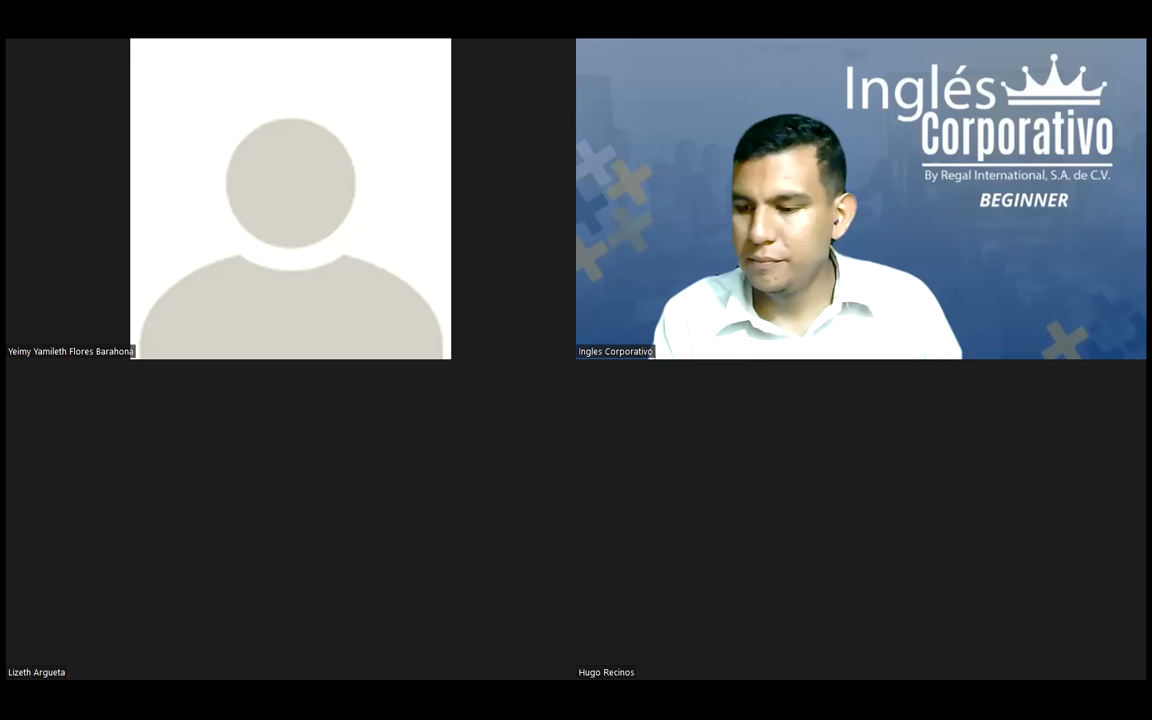 Inglés
Corporativo
By Regal International, S.A. de C.V.
BEGINNER
Yeimy Yamileth Flores Barahona
Ingles Corporativo
Lizeth Argueta
Hugo Recinos